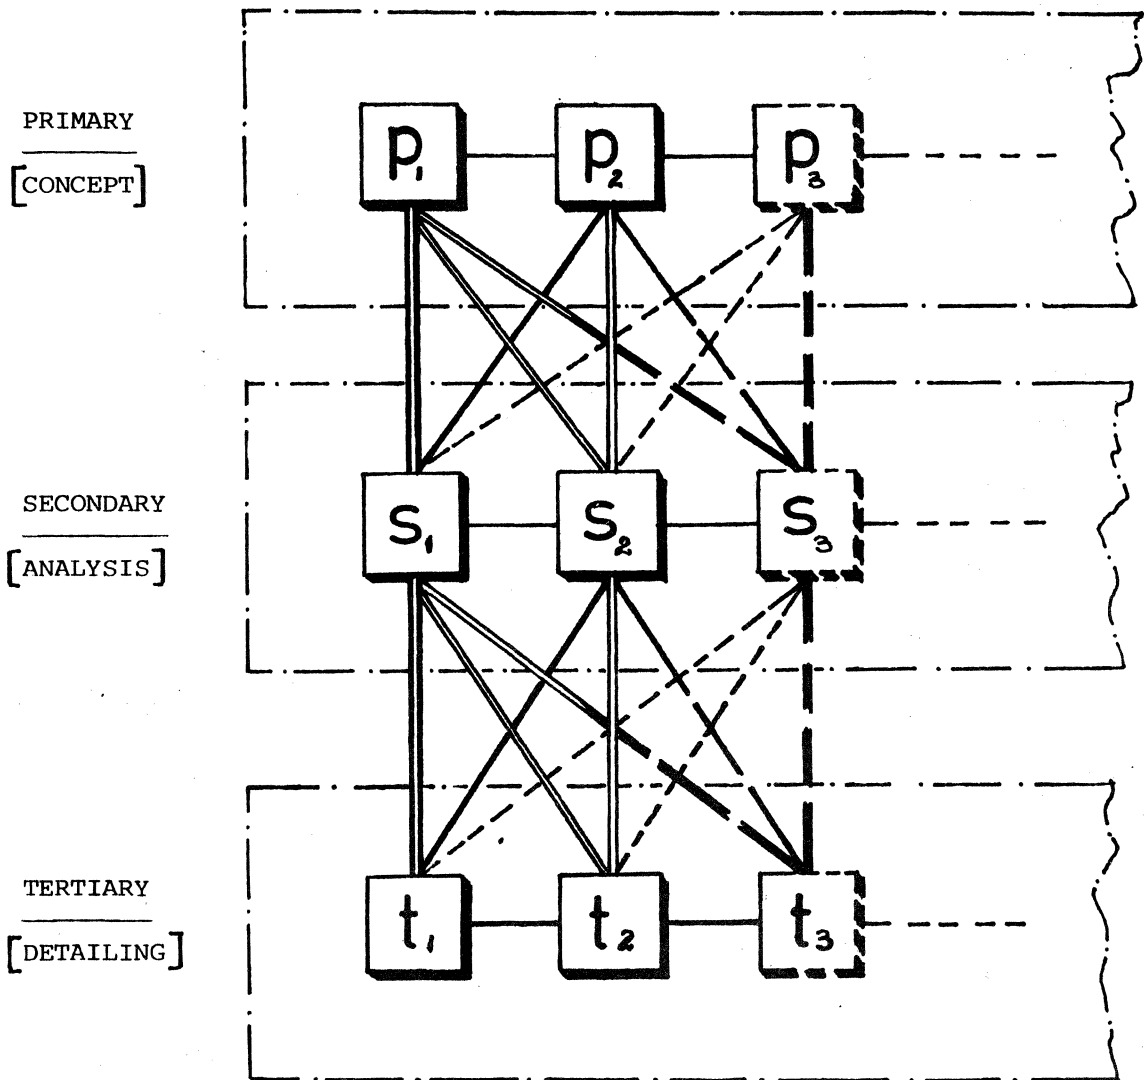 PRIMARY
[CONCEPT]
p1 p2 p3
SECONDARY
[ANALYSIS]
s1 s2 s3
TERTIARY
[DETAILING]
t1 t2 t3